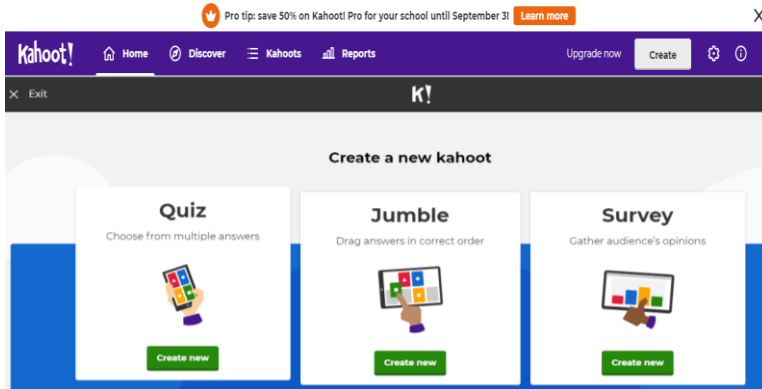 Pro tip: save 50% on Kahoot! Pro for your school until September 3! Learn more X
Kahoot! Home Discover Kahoots Reports Upgrade now Create
X Exit K!
Create a new kahoot
Quiz
Choose from multiple answers
Create new
Jumble
Drag answers in correct order
Create new
Survey
Gather audience's opinions
Create new